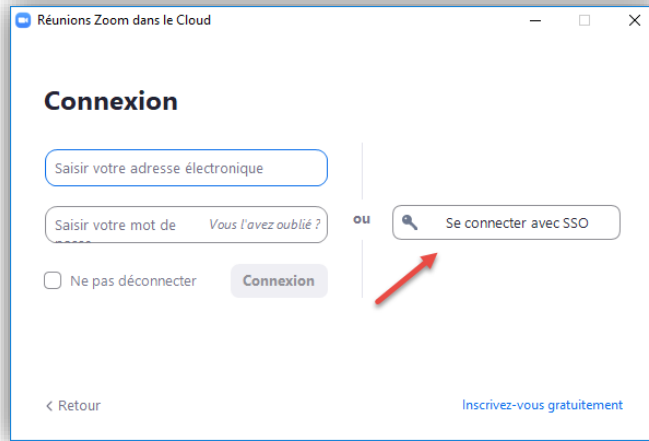 Réunions Zoom dans le Cloud
Connexion
Saisir votre adresse électronique
Saisir votre mot de
Vous l'avez oublié ?
ou
Se connecter avec SSO
Ne pas déconnecter
Connexion
< Retour
Inscrivez-vous gratuitement